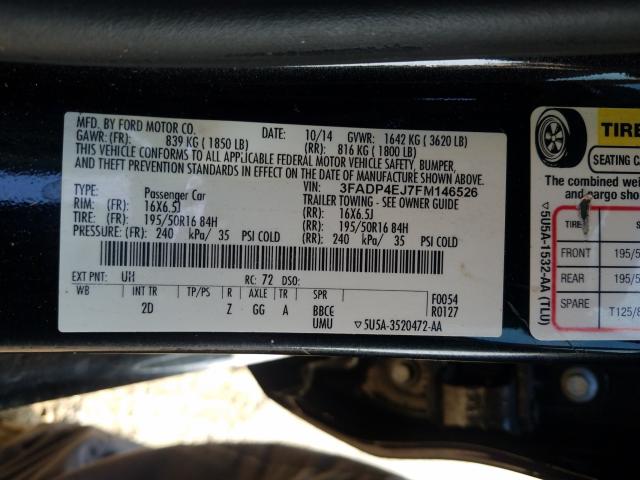 MFD. BY FORD MOTOR CO.
DATE: 10/14 GVWR: 1642 KG ( 3620 LB)
GAWR: (FR): 839 KG ( 1850 LB) (RR): 816 KG ( 1800 LB)
THIS VEHICLE CONFORMS TO ALL APPLICABLE FEDERAL MOTOR VEHICLE SAFETY, BUMPER,
AND THEFT PREVENTION STANDARDS IN EFFECT ON THE DATE OF MANUFACTURE SHOWN ABOVE.
VIN: 3FADP4EJ7FM146526
TYPE: Passenger Car TRAILER TOWING - SEE OWNER GUIDE
RIM: 16X6.5J (RR): 16X6.5J
TIRE: (FR): 195/50R16 84H (RR): 195/50R16 84H
PRESSURE: (FR): 240 kPa/ 35 PSI COLD (RR): 240 kPa/ 35 PSI COLD
EXT PNT: UH RC: 72 DSO:
WB INT TR TP/PS R AXLE TR SPR F0054
2D Z GG A BBCE R0127
UMU 5U5A-3520472-AA
TIRE
SEATING
The combined wei
and cargo shou
5U5A-1532-AA (TLU)
TIRE S
FRONT 195/5
REAR 195/5
SPARE T125/8